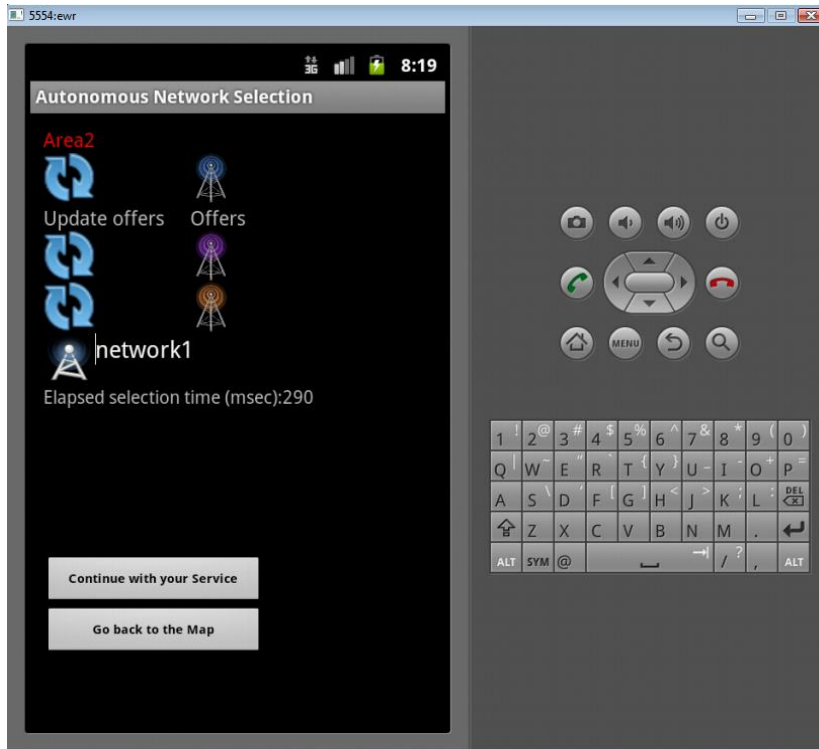 5554:ewr
3G 8:19
Autonomous Network Selection
Area2
Update offers Offers
network1
Elapsed selection time (msec):290
Continue with your Service
Go back to the Map
MENU
1 ! 2 @ 3 # 4 $ 5 % 6 ^ 7 & 8 * 9 ( 0 )
Q | W ~ E " R ` T { Y } U - I - O + P =
A S \ D ' F [ G ] H < J > K ; L : DEL
Z X C V B N M .
ALT SYM @ / ? , ALT